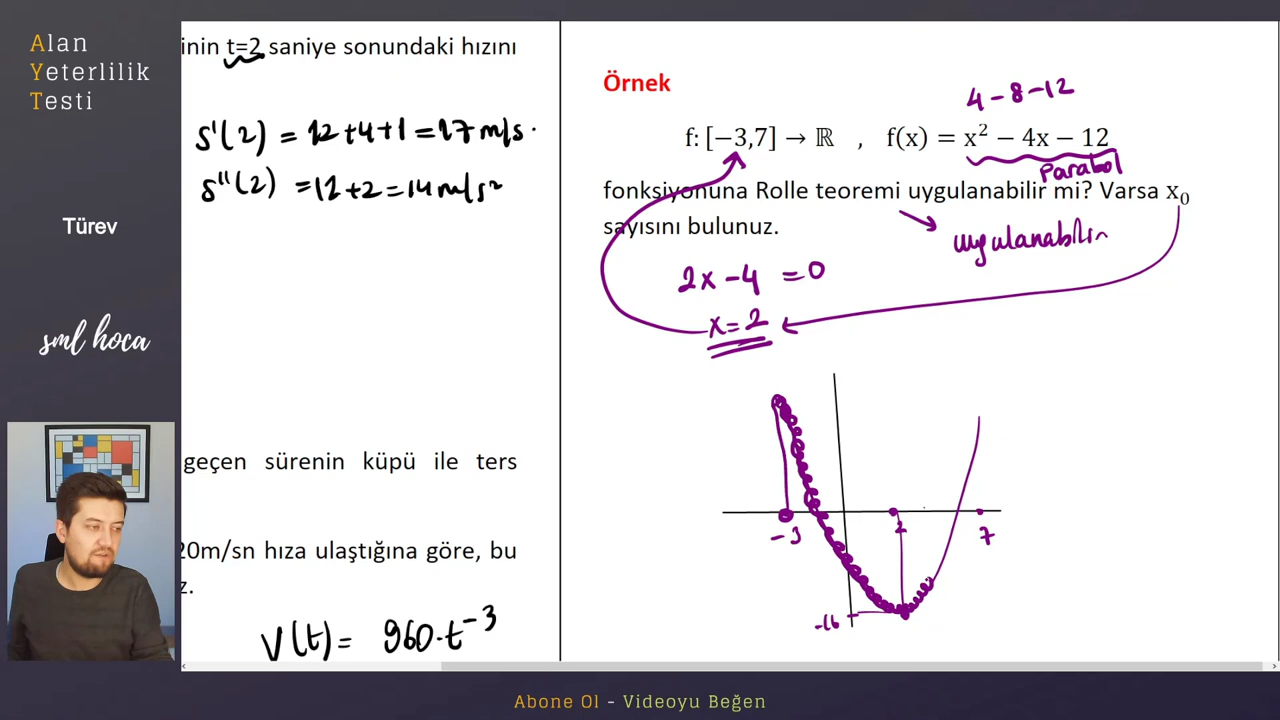 Alan
Yeterlilik
Testi
Türev
sml hoca
inin t=2 saniye sonundaki hızını
s'(2) = 12+4+1 = 17 m/s.
s"(2) = 12+2 = 14 m/s²
geçen sürenin küpü ile ters
20m/sn hıza ulaştığına göre, bu
z.
V(t) = 960·t⁻³
Örnek
4-8-12
f: [−3,7] → ℝ , f(x) = x² − 4x − 12
Parabol
fonksiyonuna Rolle teoremi uygulanabilir mi? Varsa x₀
sayısını bulunuz.
uygulanabilir
2x-4 = 0
x=2
-3
2
7
-16
Abone Ol - Videoyu Beğen